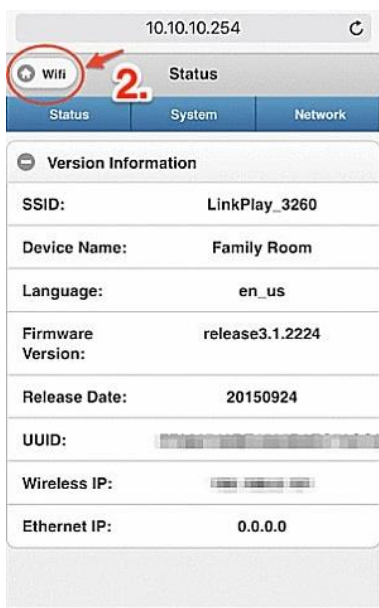 10.10.10.254
Wifi
2.
Status
Status System Network
Version Information
SSID: LinkPlay_3260
Device Name: Family Room
Language: en_us
Firmware Version: release3.1.2224
Release Date: 20150924
UUID:
Wireless IP:
Ethernet IP: 0.0.0.0